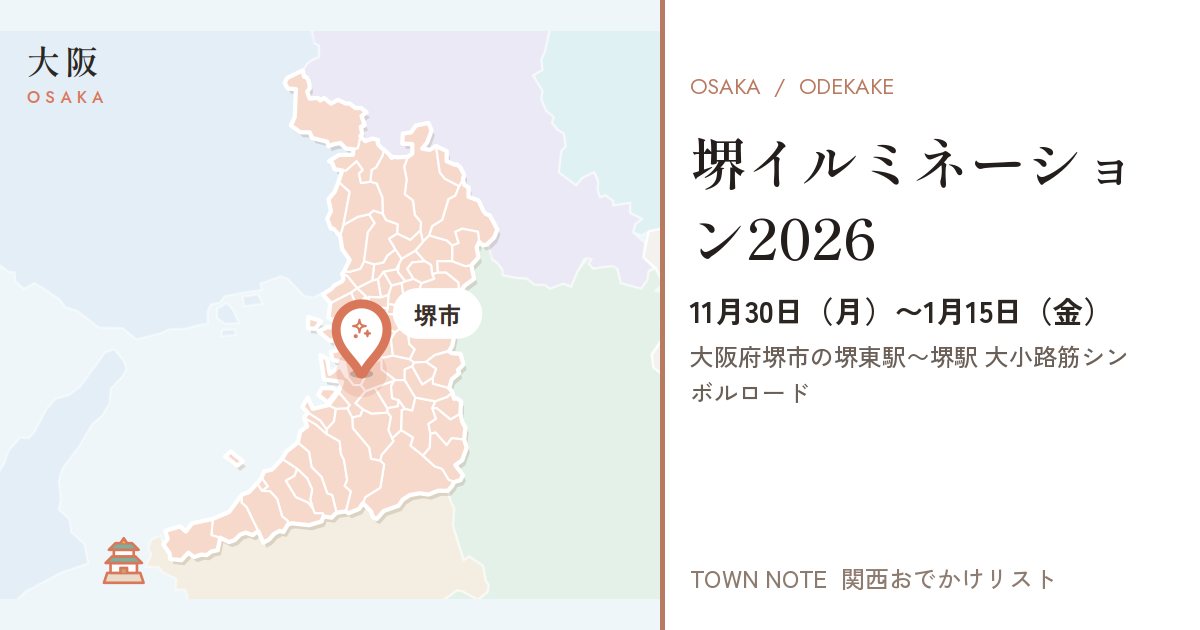 大阪
OSAKA
堺市
OSAKA / ODEKAKE
堺イルミネーショ
ン2026
11月30日（月）〜1月15日（金）
大阪府堺市の堺東駅〜堺駅 大小路筋シン
ボルロード
TOWN NOTE 関西おでかけリスト